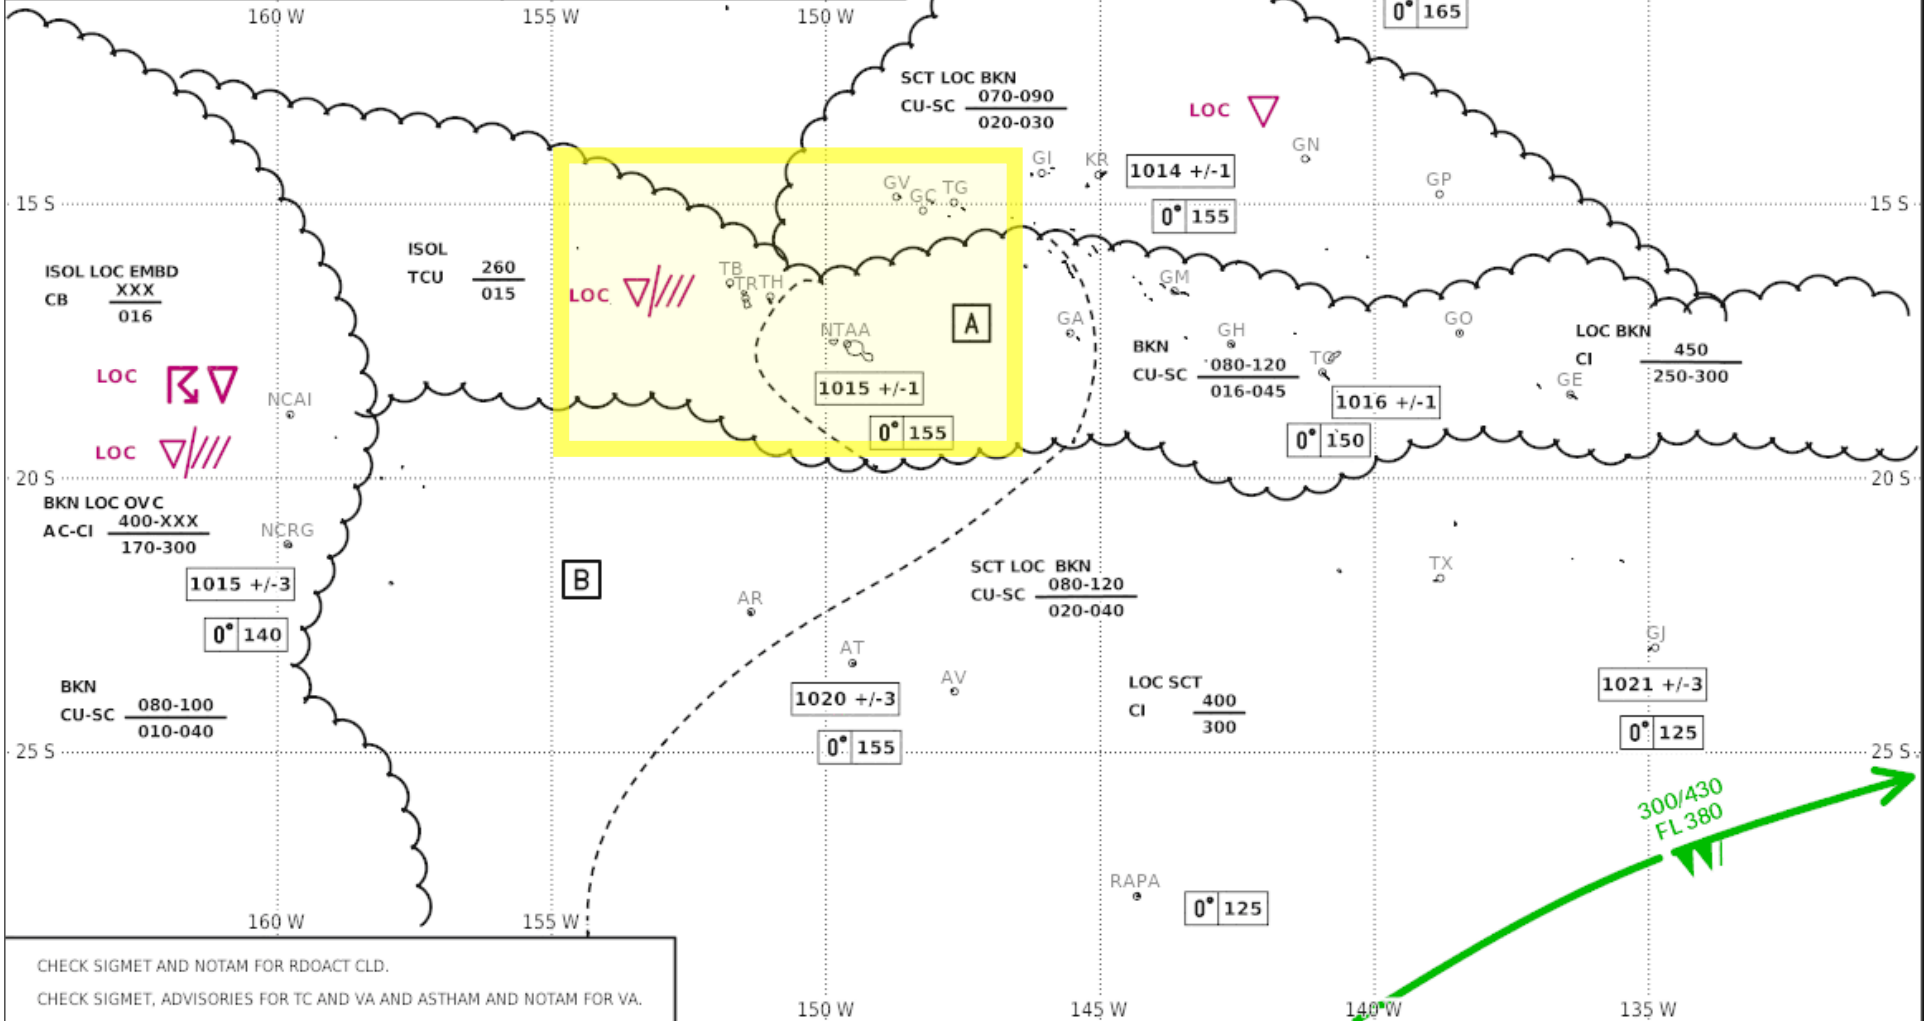 160 W
155 W
150 W
0° 165
SCT LOC BKN
CU-SC 070-090
020-030
LOC
GN
GI
KR
1014 +/-1
GV
GC
TG
GP
15 S
0° 155
15 S
ISOL
TCU 260
015
ISOL LOC EMBD
CB XXX
016
TB
TR
TH
LOC
A
GM
NTAA
GA
GH
GO
LOC BKN
CI 450
250-300
BKN
CU-SC 080-120
016-045
TG
GE
LOC
1015 +/-1
NCAI
1016 +/-1
0° 155
0° 150
LOC
20 S
20 S
BKN LOC OVC
AC-CI 400-XXX
170-300
NCRG
1015 +/-3
B
SCT LOC BKN
CU-SC 080-120
020-040
TX
AR
0° 140
GJ
AT
AV
BKN
CU-SC 080-100
010-040
1020 +/-3
LOC SCT
CI 400
300
1021 +/-3
0° 155
0° 125
25 S
25 S
300/430
FL 380
RAPA
0° 125
160 W
155 W
CHECK SIGMET AND NOTAM FOR RDOACT CLD.
CHECK SIGMET, ADVISORIES FOR TC AND VA AND ASTHAM AND NOTAM FOR VA.
150 W
145 W
140 W
135 W